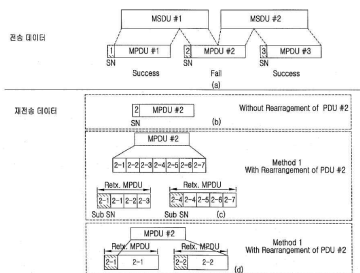 MSDU #1 MSDU #2
전송 데이터
1 MPDU #1 2 MPDU #2 3 MPDU #3
SN SN SN
Success Fail Success
(a)
재전송 데이터
2 MPDU #2 Without Rearragement of PDU #2
SN (b)
MPDU #2 Method 1
With Rearrangement of PDU #2
2-1 2-2 2-3 2-4 2-5 2-6 2-7
Retx. MPDU Retx. MPDU
2-1 2-1 2-2 2-3 2-4 2-4 2-5 2-6 2-7
Sub SN Sub SN (c)
MPDU #2 Method 1
With Rearrangement of PDU #2
Retx. MPDU Retx. MPDU
2-1 2-1 2-2 2-2
(d)